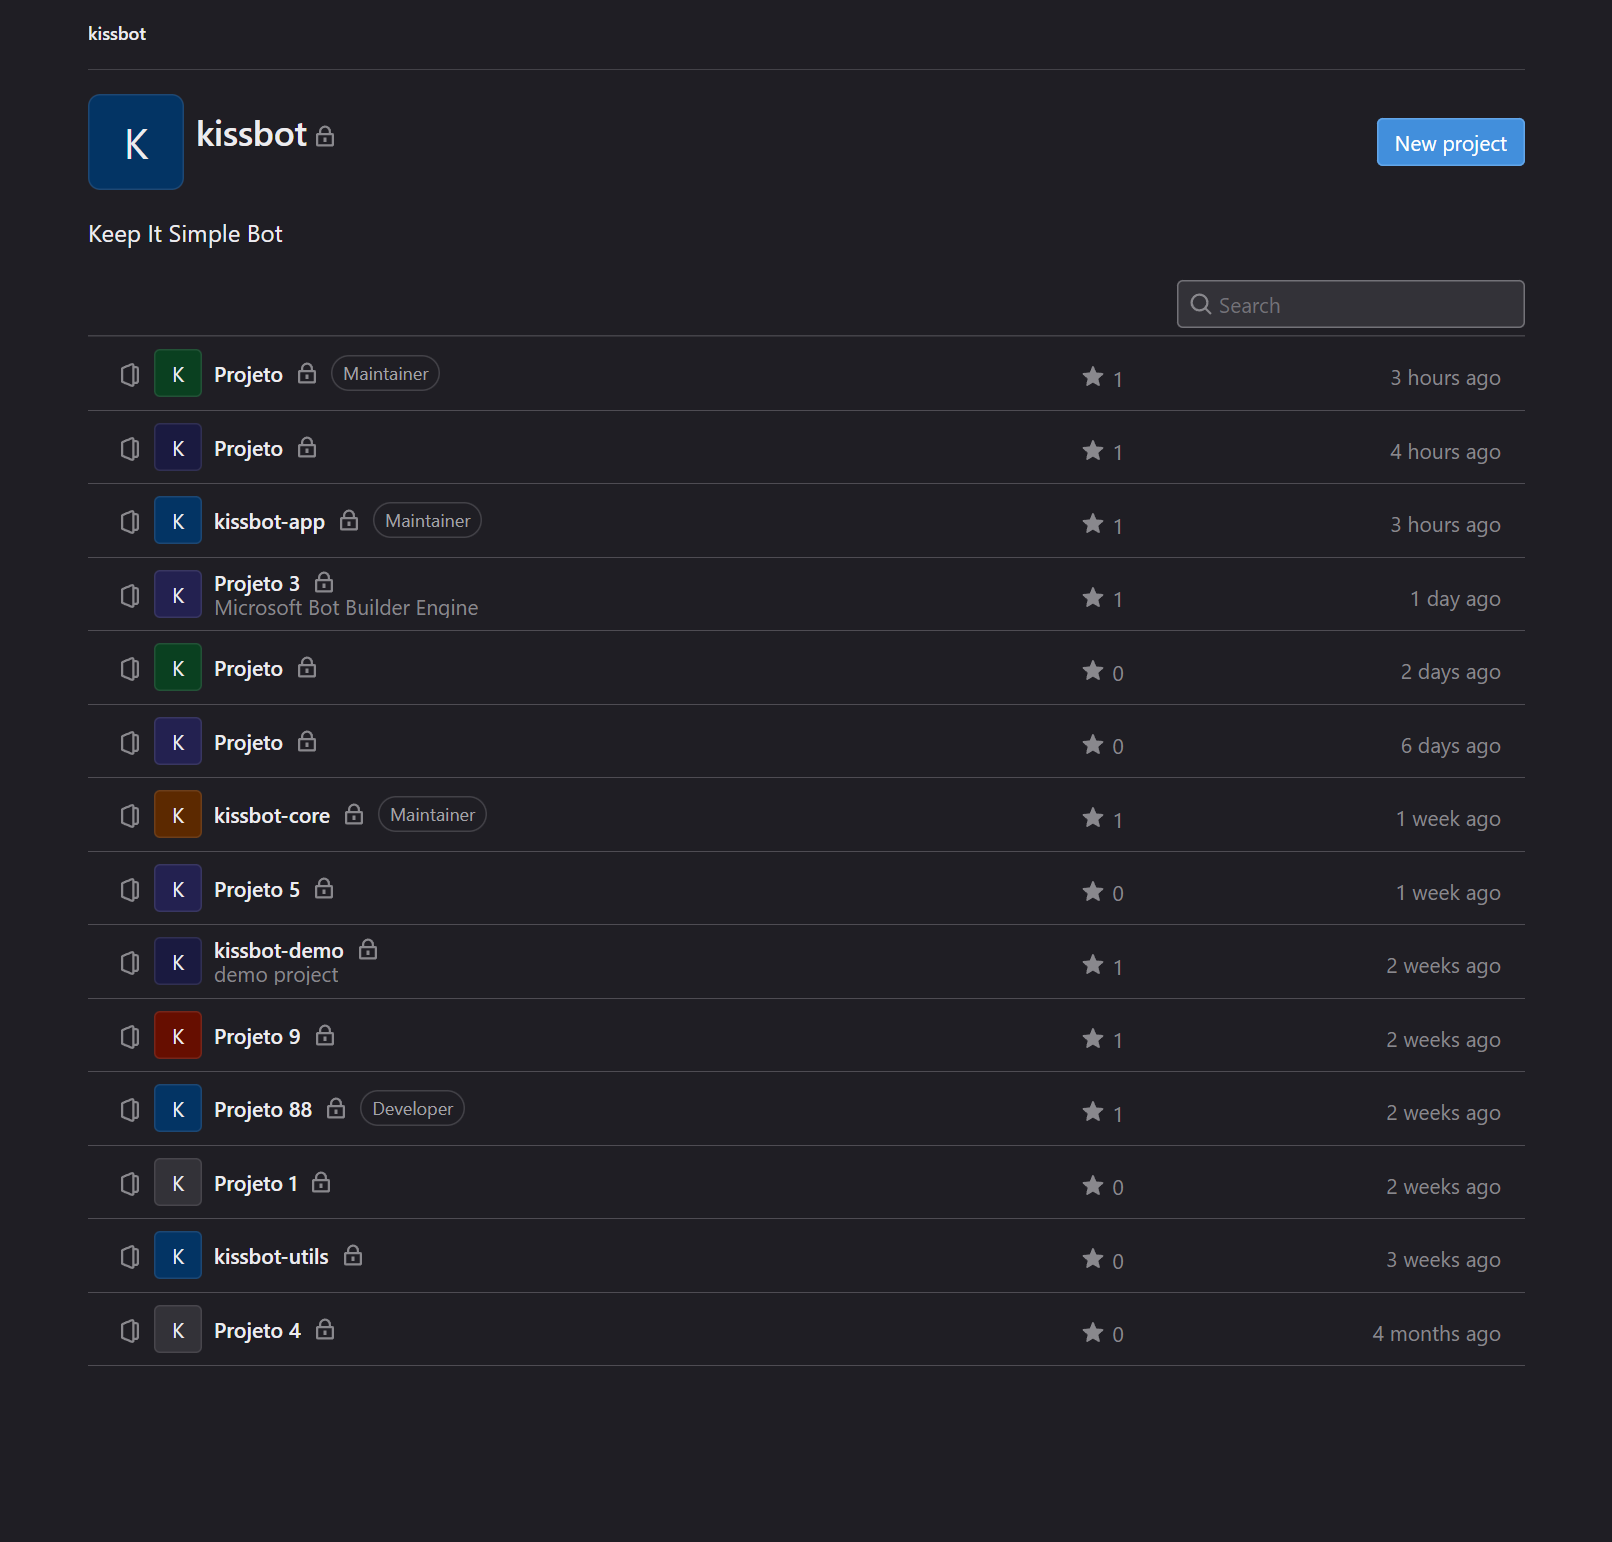 kissbot
K
kissbot
New project
Keep It Simple Bot
Search
K Projeto Maintainer 1 3 hours ago
K Projeto 1 4 hours ago
K kissbot-app Maintainer 1 3 hours ago
K Projeto 3 1 1 day ago
Microsoft Bot Builder Engine
K Projeto 0 2 days ago
K Projeto 0 6 days ago
K kissbot-core Maintainer 1 1 week ago
K Projeto 5 0 1 week ago
K kissbot-demo 1 2 weeks ago
demo project
K Projeto 9 1 2 weeks ago
K Projeto 88 Developer 1 2 weeks ago
K Projeto 1 0 2 weeks ago
K kissbot-utils 0 3 weeks ago
K Projeto 4 0 4 months ago